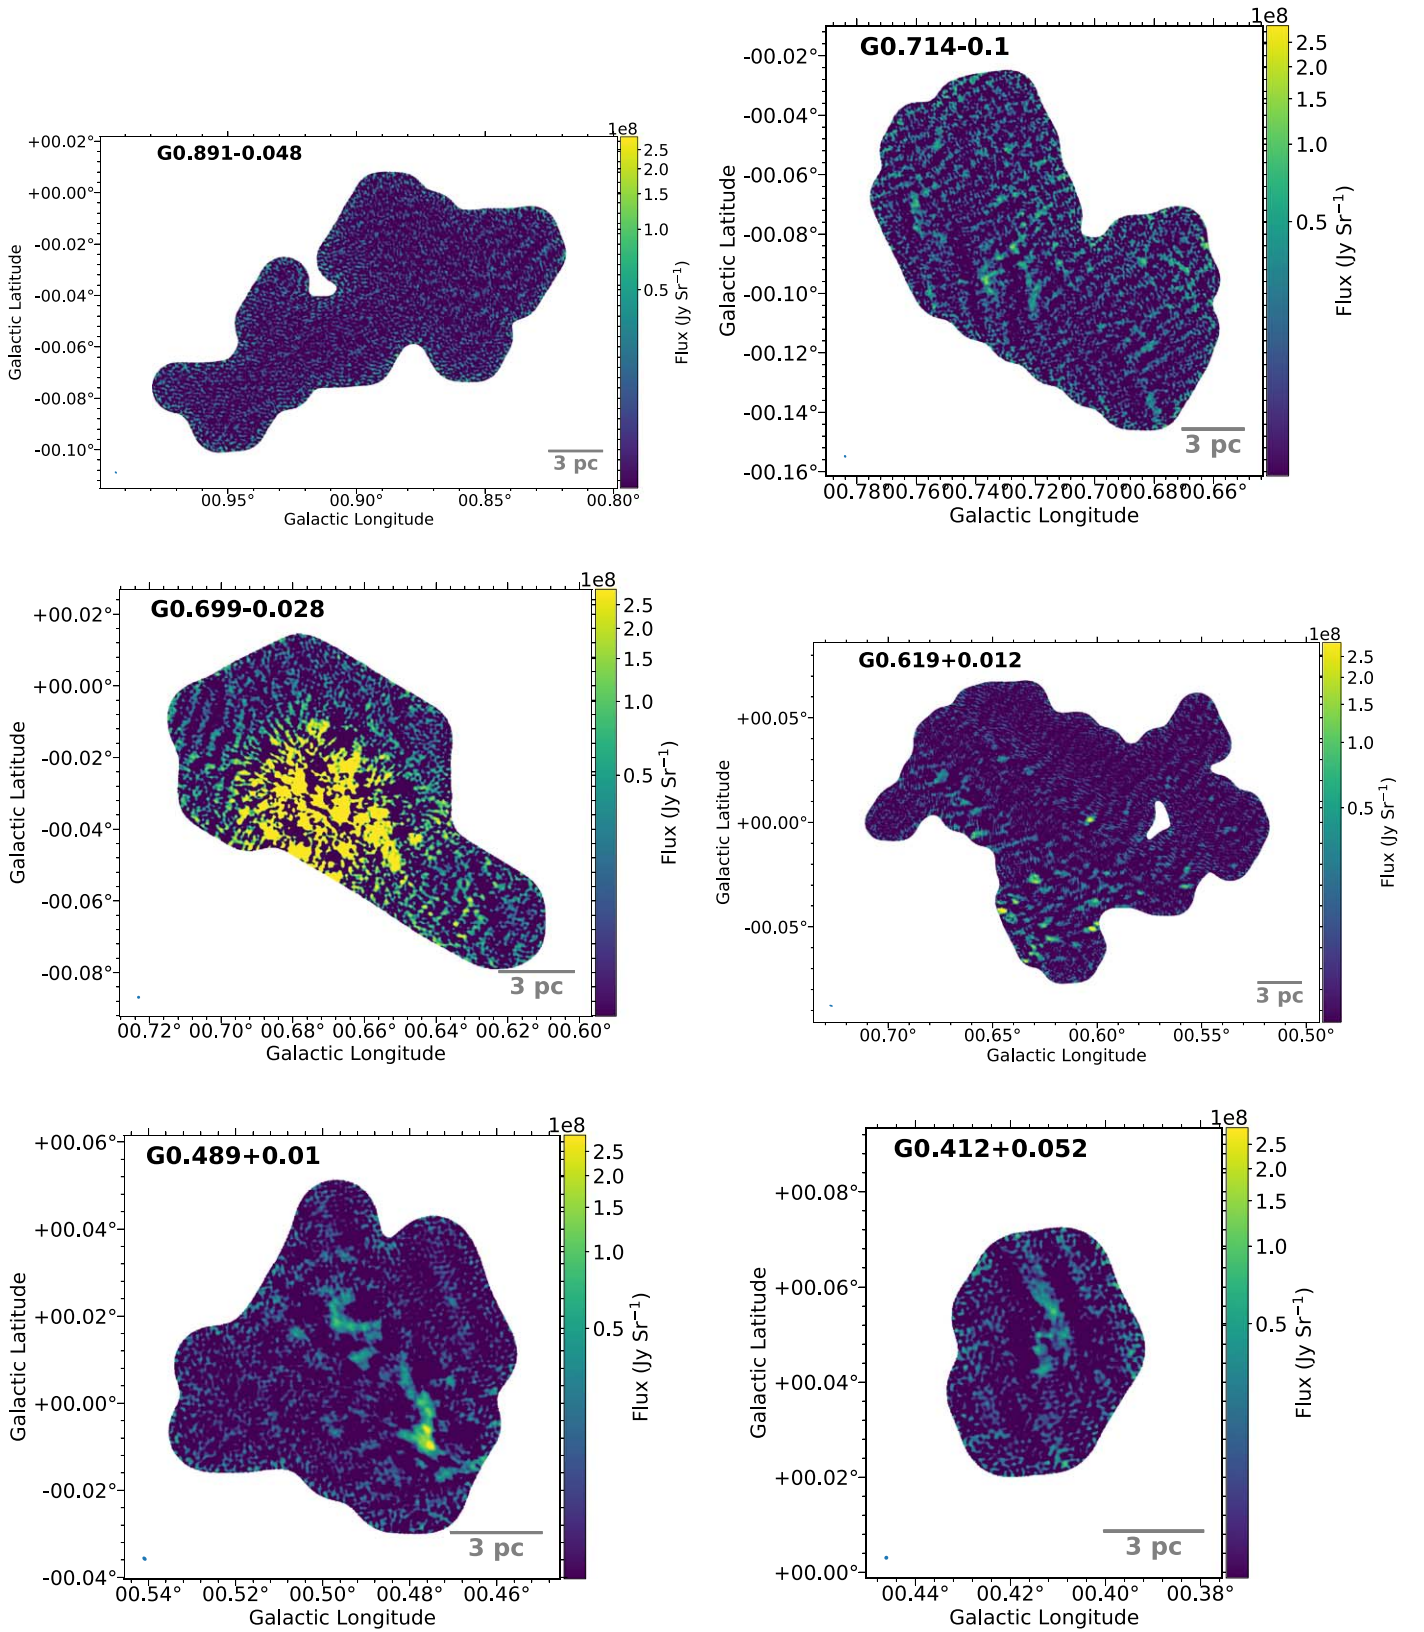 G0.891-0.048
1e8
+00.02°
+00.00°
-00.02°
-00.04°
-00.06°
-00.08°
-00.10°
Galactic Latitude
2.5
2.0
1.5
1.0
0.5
Flux (Jy Sr−1)
3 pc
00.95°
00.90°
00.85°
00.80°
Galactic Longitude
G0.714-0.1
1e8
-00.02°
-00.04°
-00.06°
-00.08°
-00.10°
-00.12°
-00.14°
-00.16°
Galactic Latitude
2.5
2.0
1.5
1.0
0.5
Flux (Jy Sr−1)
3 pc
00.78°00.76°00.74°00.72°00.70°00.68°00.66°
Galactic Longitude
G0.699-0.028
1e8
+00.02°
+00.00°
-00.02°
-00.04°
-00.06°
-00.08°
Galactic Latitude
2.5
2.0
1.5
1.0
0.5
Flux (Jy Sr−1)
3 pc
00.72°
00.70°
00.68°
00.66°
00.64°
00.62°
00.60°
Galactic Longitude
G0.619+0.012
1e8
+00.05°
+00.00°
-00.05°
Galactic Latitude
2.5
2.0
1.5
1.0
0.5
Flux (Jy Sr−1)
3 pc
00.70°
00.65°
00.60°
00.55°
00.50°
Galactic Longitude
G0.489+0.01
1e8
+00.06°
+00.04°
+00.02°
+00.00°
-00.02°
-00.04°
Galactic Latitude
2.5
2.0
1.5
1.0
0.5
Flux (Jy Sr−1)
3 pc
00.54°
00.52°
00.50°
00.48°
00.46°
Galactic Longitude
G0.412+0.052
1e8
+00.08°
+00.06°
+00.04°
+00.02°
+00.00°
Galactic Latitude
2.5
2.0
1.5
1.0
0.5
Flux (Jy Sr−1)
3 pc
00.44°
00.42°
00.40°
00.38°
Galactic Longitude